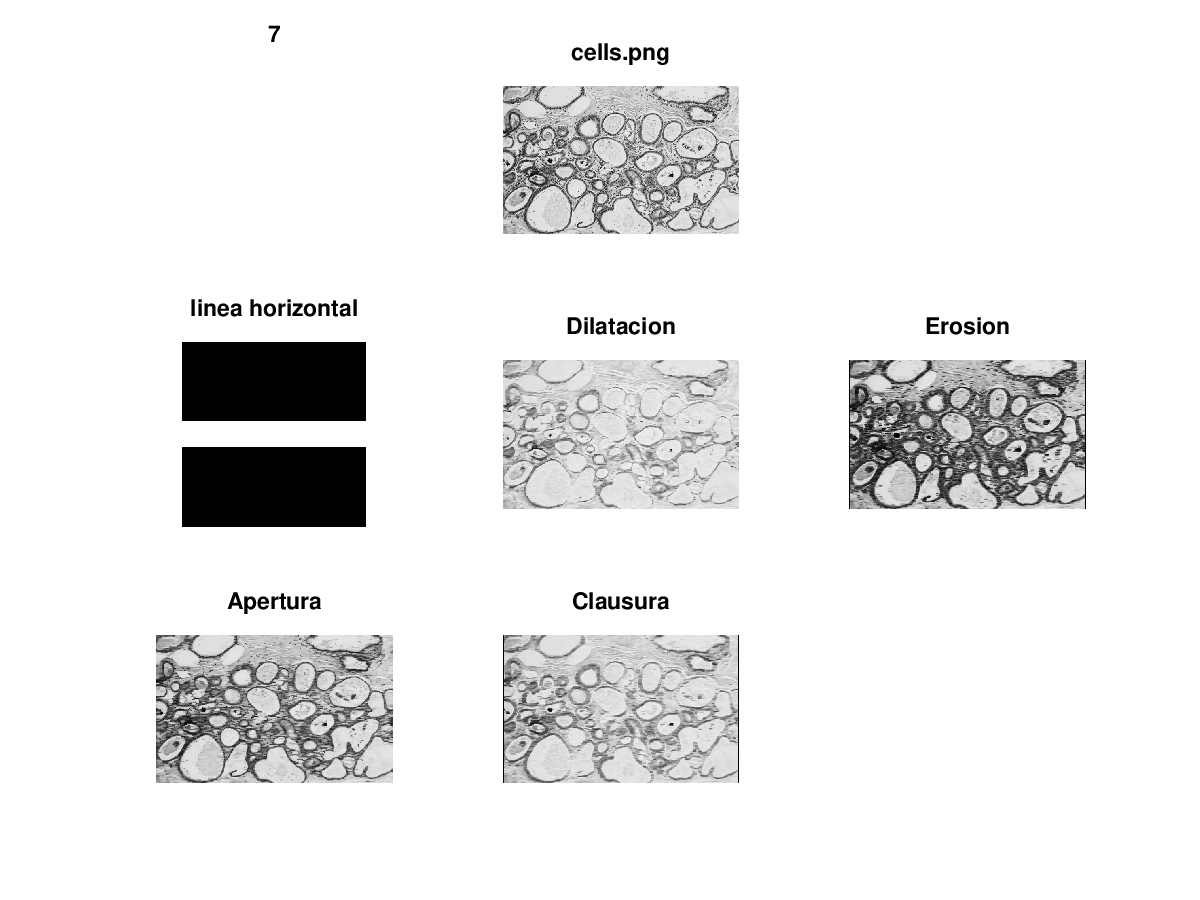 7
cells.png
linea horizontal
Dilatacion
Erosion
Apertura
Clausura